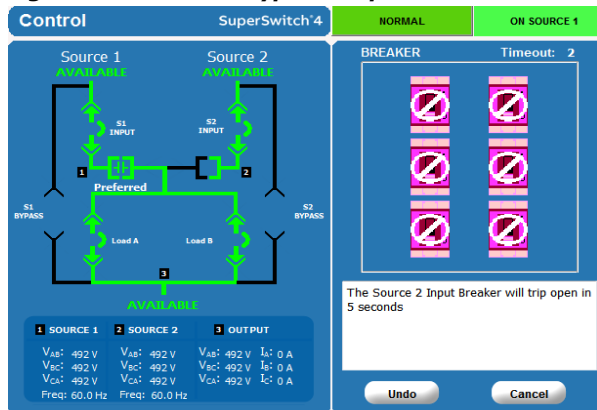 Control SuperSwitch®4 NORMAL ON SOURCE 1
Source 1 Source 2
AVAILABLE AVAILABLE
S1 INPUT
S2 INPUT
1 2
Preferred
S1 BYPASS
S2 BYPASS
Load A Load B
3
AVAILABLE
1 SOURCE 1 2 SOURCE 2 3 OUTPUT
VAB: 492 V VAB: 492 V VAB: 492 V IA: 0 A
VBC: 492 V VBC: 492 V VBC: 492 V IB: 0 A
VCA: 492 V VCA: 492 V VCA: 492 V IC: 0 A
Freq: 60.0 Hz Freq: 60.0 Hz
BREAKER Timeout: 2
The Source 2 Input Breaker will trip open in
5 seconds
Undo Cancel